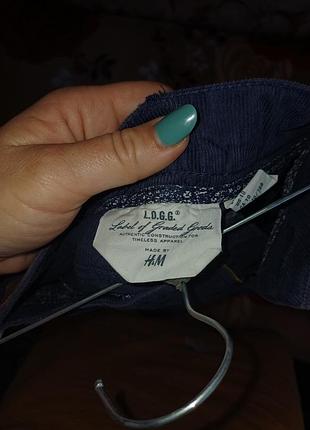 L.O.G.G.®
Label of Graded Goods
AUTHENTIC CONSTRUCTION FOR
TIMELESS APPAREL
MADE BY
H&M